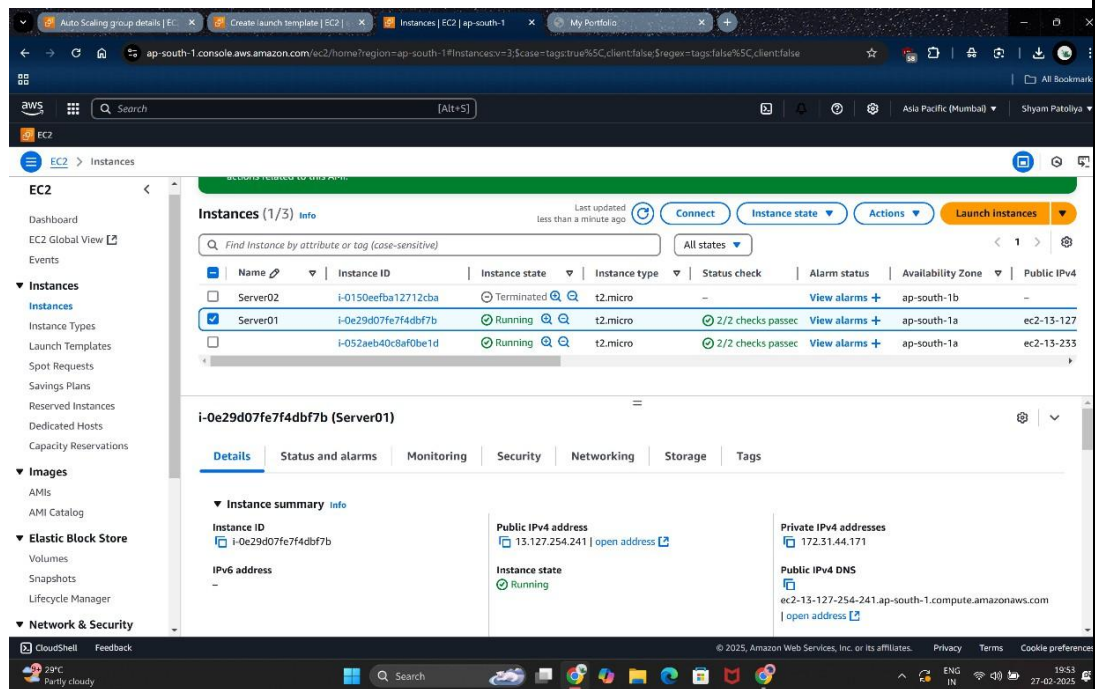 Auto Scaling group details | EC
Create launch template | EC2 |
Instances | EC2 | ap-south-1
My Portfolio
ap-south-1.console.aws.amazon.com/ec2/home?region=ap-south-1#Instances:v=3;$case=tags:true%5C,client:false;$regex=tags:false%5C,client:false
58
All Bookmark
aws
Search
[Alt+S]
Asia Pacific (Mumbai)
Shyam Patoliya
EC2
EC2 > Instances
EC2
Dashboard
EC2 Global View
Events
Instances
Instances
Instance Types
Launch Templates
Spot Requests
Savings Plans
Reserved Instances
Dedicated Hosts
Capacity Reservations
Images
AMIs
AMI Catalog
Elastic Block Store
Volumes
Snapshots
Lifecycle Manager
Network & Security
actions related to this AMI.
Instances (1/3) Info
Last updated
less than a minute ago
Connect
Instance state
Actions
Launch instances
Find Instance by attribute or tag (case-sensitive)
All states
1
Name Instance ID Instance state Instance type Status check Alarm status Availability Zone Public IPv4
Server02 i-0150eefba12712cba Terminated t2.micro – View alarms + ap-south-1b –
Server01 i-0e29d07fe7f4dbf7b Running t2.micro 2/2 checks passec View alarms + ap-south-1a ec2-13-127
i-052aeb40c8af0be1d Running t2.micro 2/2 checks passec View alarms + ap-south-1a ec2-13-233
i-0e29d07fe7f4dbf7b (Server01)
Details Status and alarms Monitoring Security Networking Storage Tags
Instance summary Info
Instance ID
i-0e29d07fe7f4dbf7b
Public IPv4 address
13.127.254.241 | open address
Private IPv4 addresses
172.31.44.171
IPv6 address
–
Instance state
Running
Public IPv4 DNS
ec2-13-127-254-241.ap-south-1.compute.amazonaws.com
| open address
CloudShell
Feedback
© 2025, Amazon Web Services, Inc. or its affiliates.
Privacy
Terms
Cookie preferences
29°C
Partly cloudy
Search
ENG
IN
19:53
27-02-2025